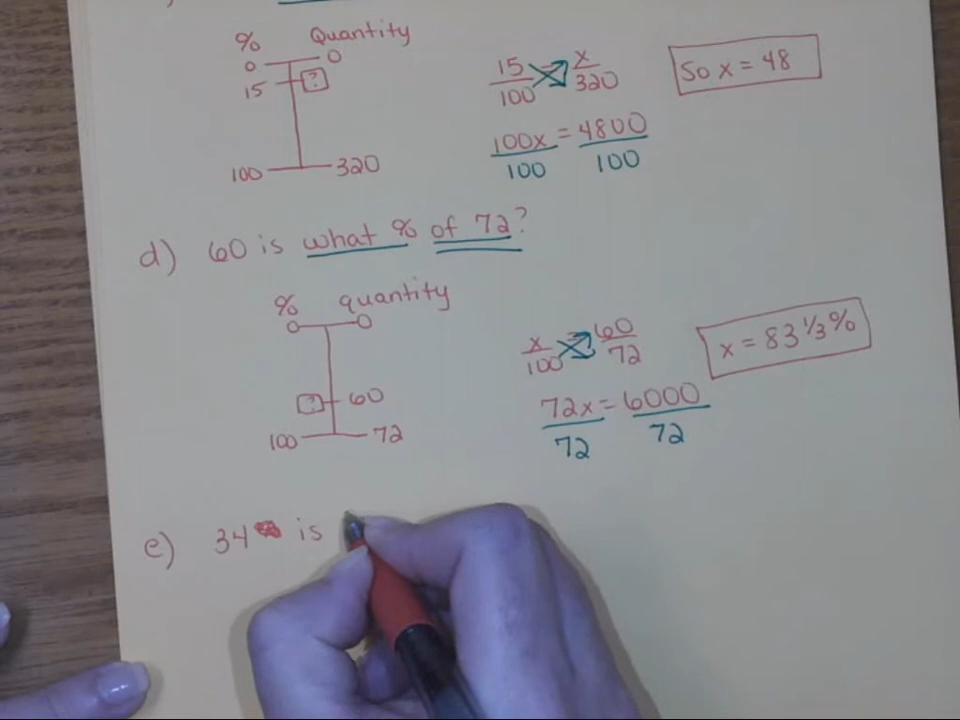 % Quantity
0 0
15 ?
100 320
15/100 = x/320
100x/100 = 4800/100
So x = 48
d) 60 is what % of 72?
% quantity
0 0
? 60
100 72
x/100 = 60/72
72x/72 = 6000/72
x = 83 1/3 %
e) 34 is